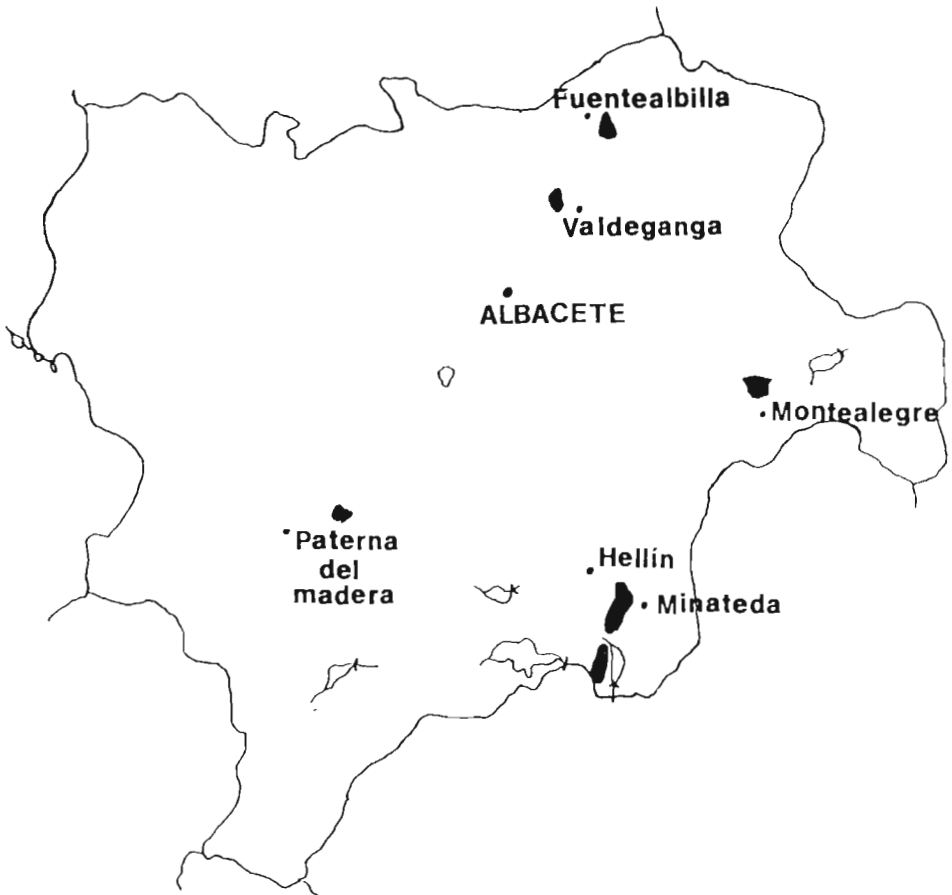 Fuentealbilla
Valdeganga
ALBACETE
Montealegre
Paterna
del
madera
Hellín
Minateda